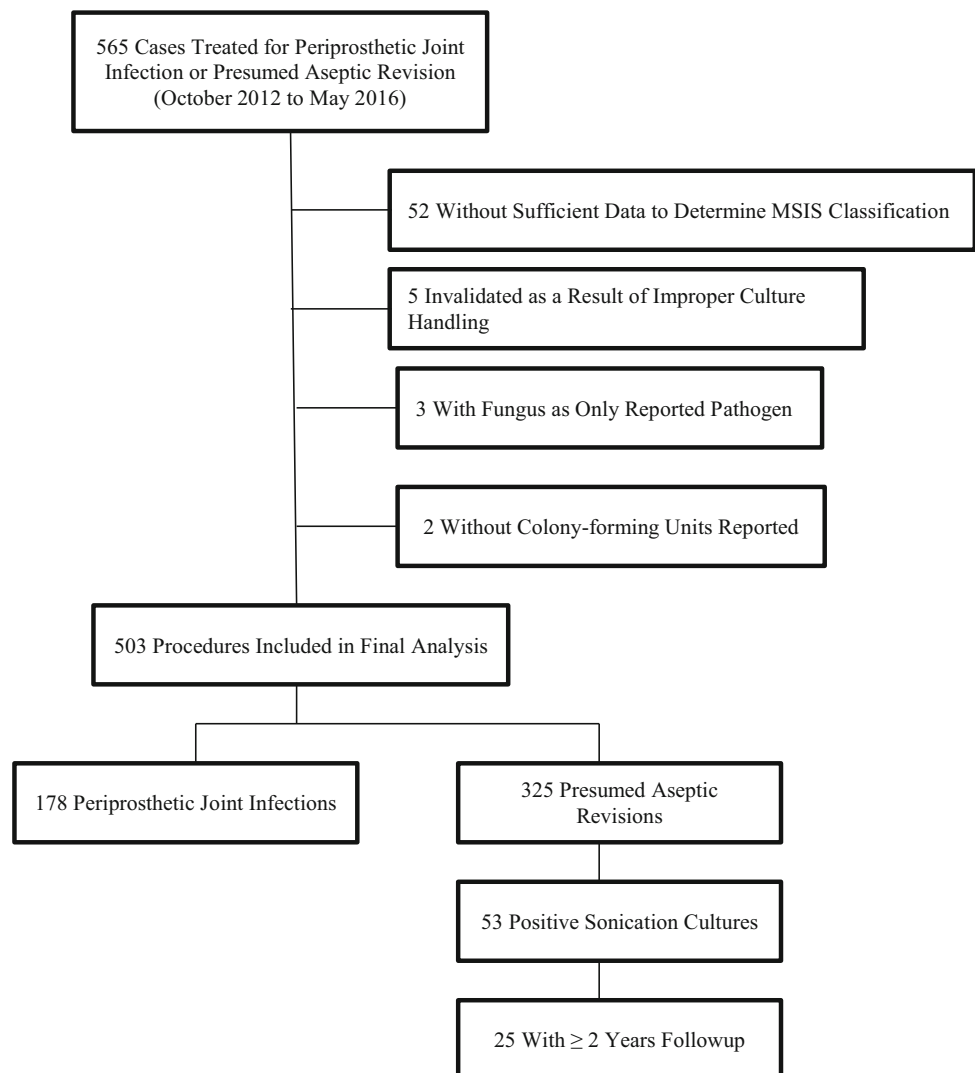 565 Cases Treated for Periprosthetic Joint
Infection or Presumed Aseptic Revision
(October 2012 to May 2016)
52 Without Sufficient Data to Determine MSIS Classification
5 Invalidated as a Result of Improper Culture
Handling
3 With Fungus as Only Reported Pathogen
2 Without Colony-forming Units Reported
503 Procedures Included in Final Analysis
178 Periprosthetic Joint Infections
325 Presumed Aseptic
Revisions
53 Positive Sonication Cultures
25 With ≥ 2 Years Followup